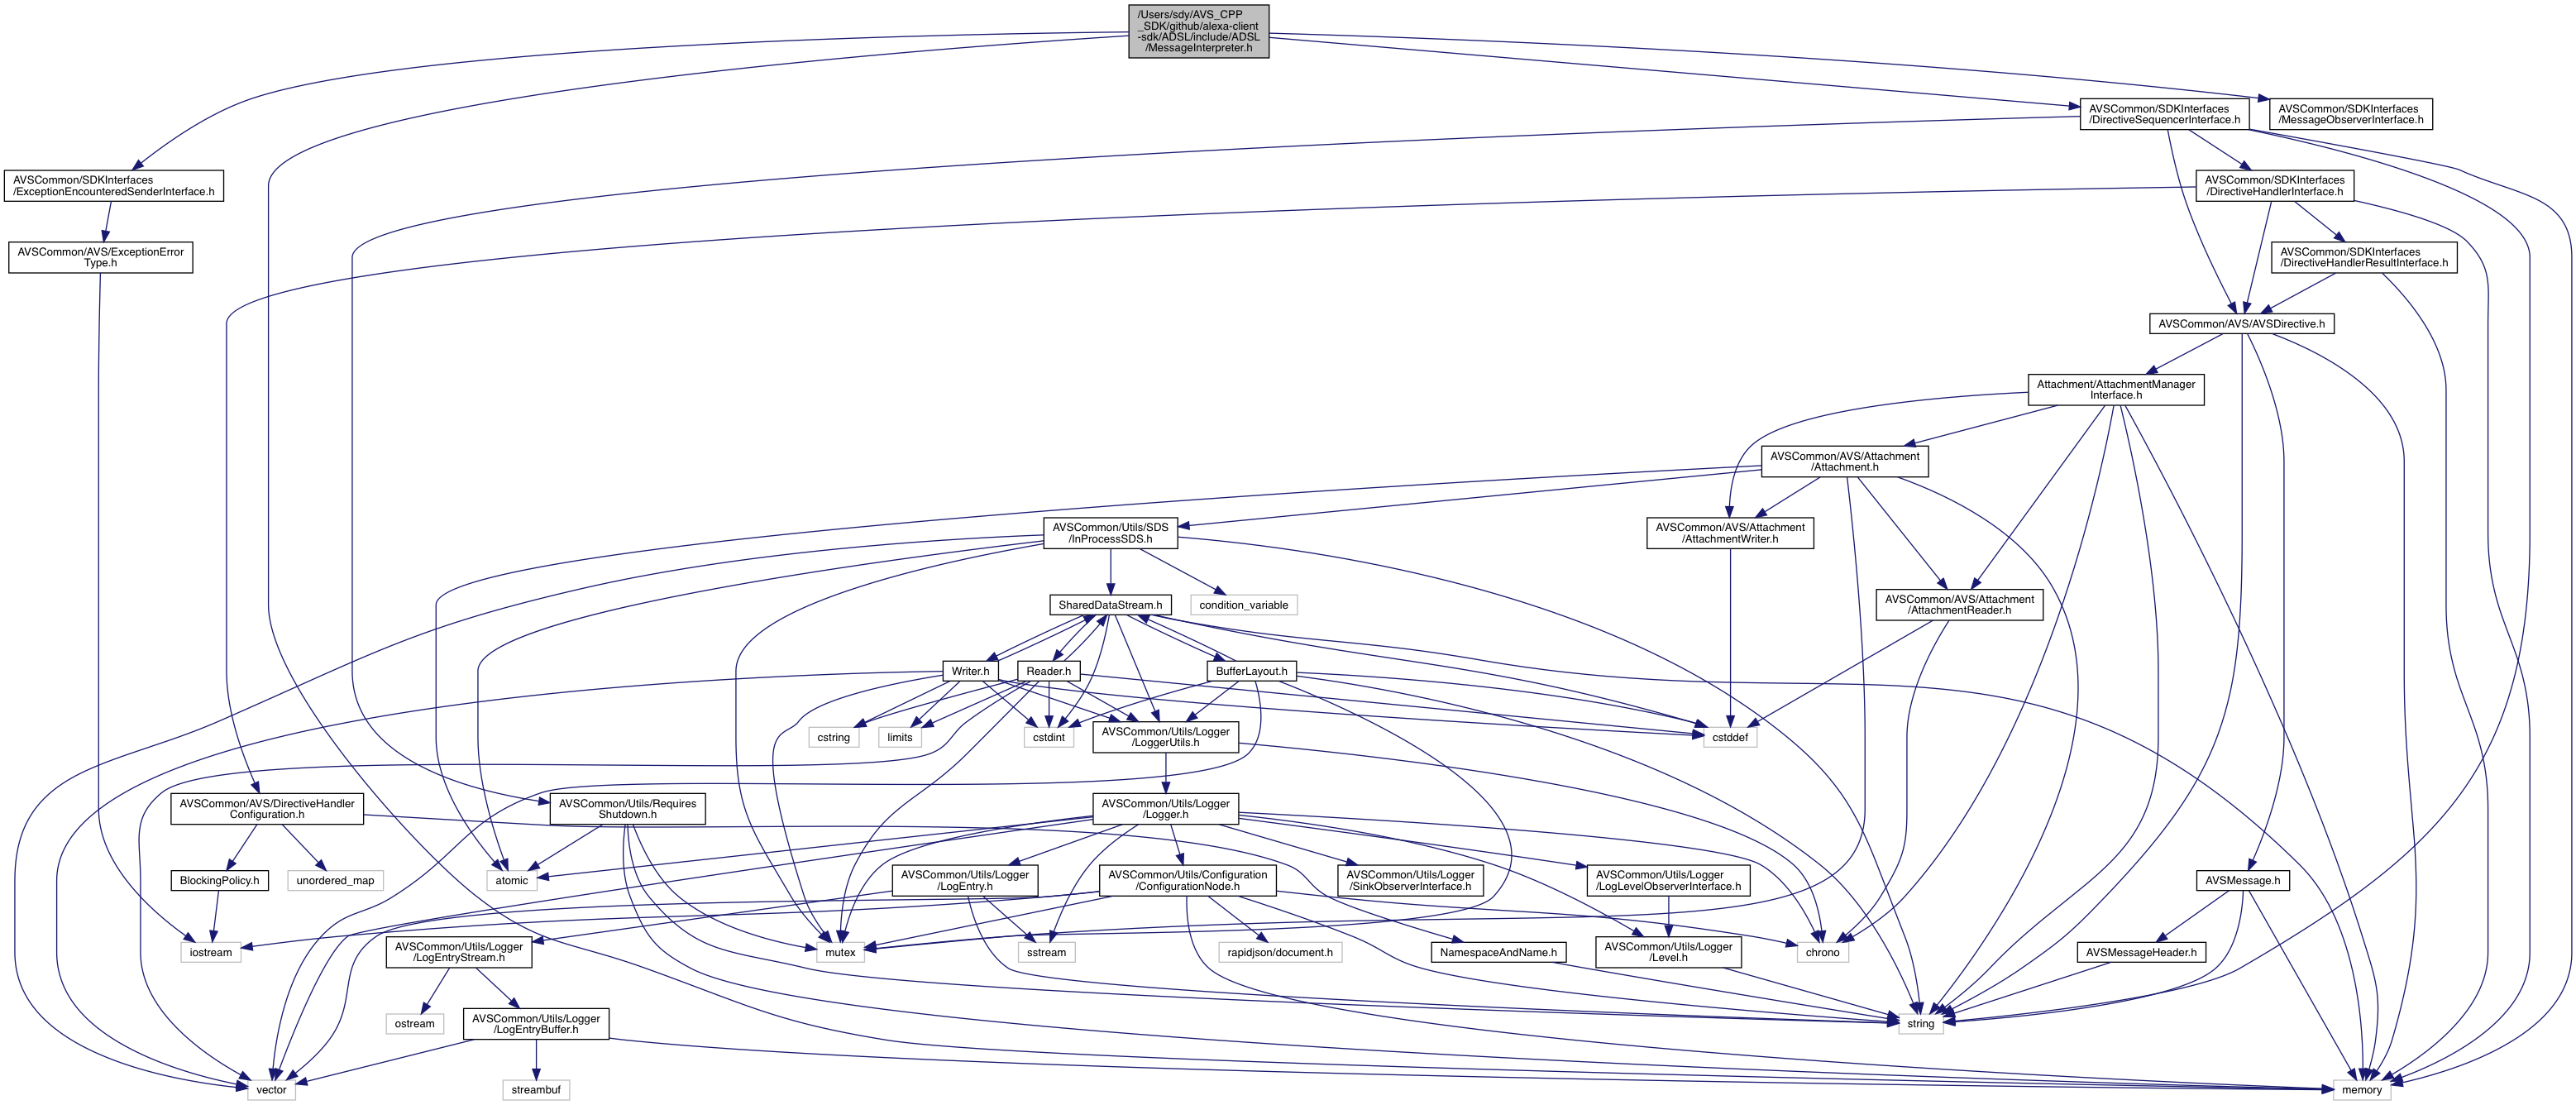 /Users/sdy/AVS_CPP
_SDK/github/alexa-client
-sdk/ADSL/include/ADSL
/MessageInterpreter.h
AVSCommon/SDKInterfaces
/DirectiveSequencerInterface.h
AVSCommon/SDKInterfaces
/MessageObserverInterface.h
AVSCommon/SDKInterfaces
/ExceptionEncounteredSenderInterface.h
AVSCommon/SDKInterfaces
/DirectiveHandlerInterface.h
AVSCommon/AVS/ExceptionError
Type.h
AVSCommon/SDKInterfaces
/DirectiveHandlerResultInterface.h
AVSCommon/AVS/AVSDirective.h
Attachment/AttachmentManager
Interface.h
AVSCommon/AVS/Attachment
/Attachment.h
AVSCommon/Utils/SDS
/InProcessSDS.h
AVSCommon/AVS/Attachment
/AttachmentWriter.h
SharedDataStream.h
condition_variable
AVSCommon/AVS/Attachment
/AttachmentReader.h
Writer.h
Reader.h
BufferLayout.h
cstring
limits
cstdint
AVSCommon/Utils/Logger
/LoggerUtils.h
cstddef
AVSCommon/AVS/DirectiveHandler
Configuration.h
AVSCommon/Utils/Requires
Shutdown.h
AVSCommon/Utils/Logger
/Logger.h
BlockingPolicy.h
unordered_map
atomic
AVSCommon/Utils/Logger
/LogEntry.h
AVSCommon/Utils/Configuration
/ConfigurationNode.h
AVSCommon/Utils/Logger
/SinkObserverInterface.h
AVSCommon/Utils/Logger
/LogLevelObserverInterface.h
AVSMessage.h
iostream
AVSCommon/Utils/Logger
/LogEntryStream.h
mutex
sstream
rapidjson/document.h
NamespaceAndName.h
AVSCommon/Utils/Logger
/Level.h
chrono
AVSMessageHeader.h
ostream
AVSCommon/Utils/Logger
/LogEntryBuffer.h
string
vector
streambuf
memory